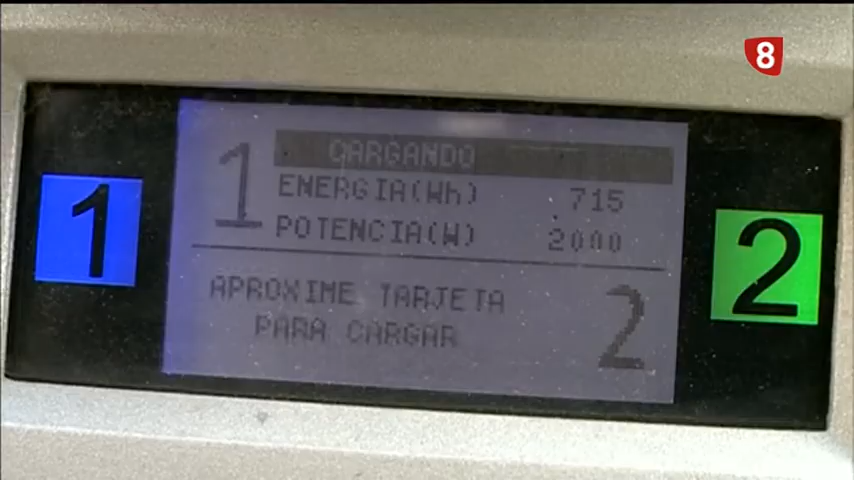 8
1
CARGANDO
ENERGIA(Wh) 715
POTENCIA(W) 2000
APROXIME TARJETA
PARA CARGAR
2
1
2